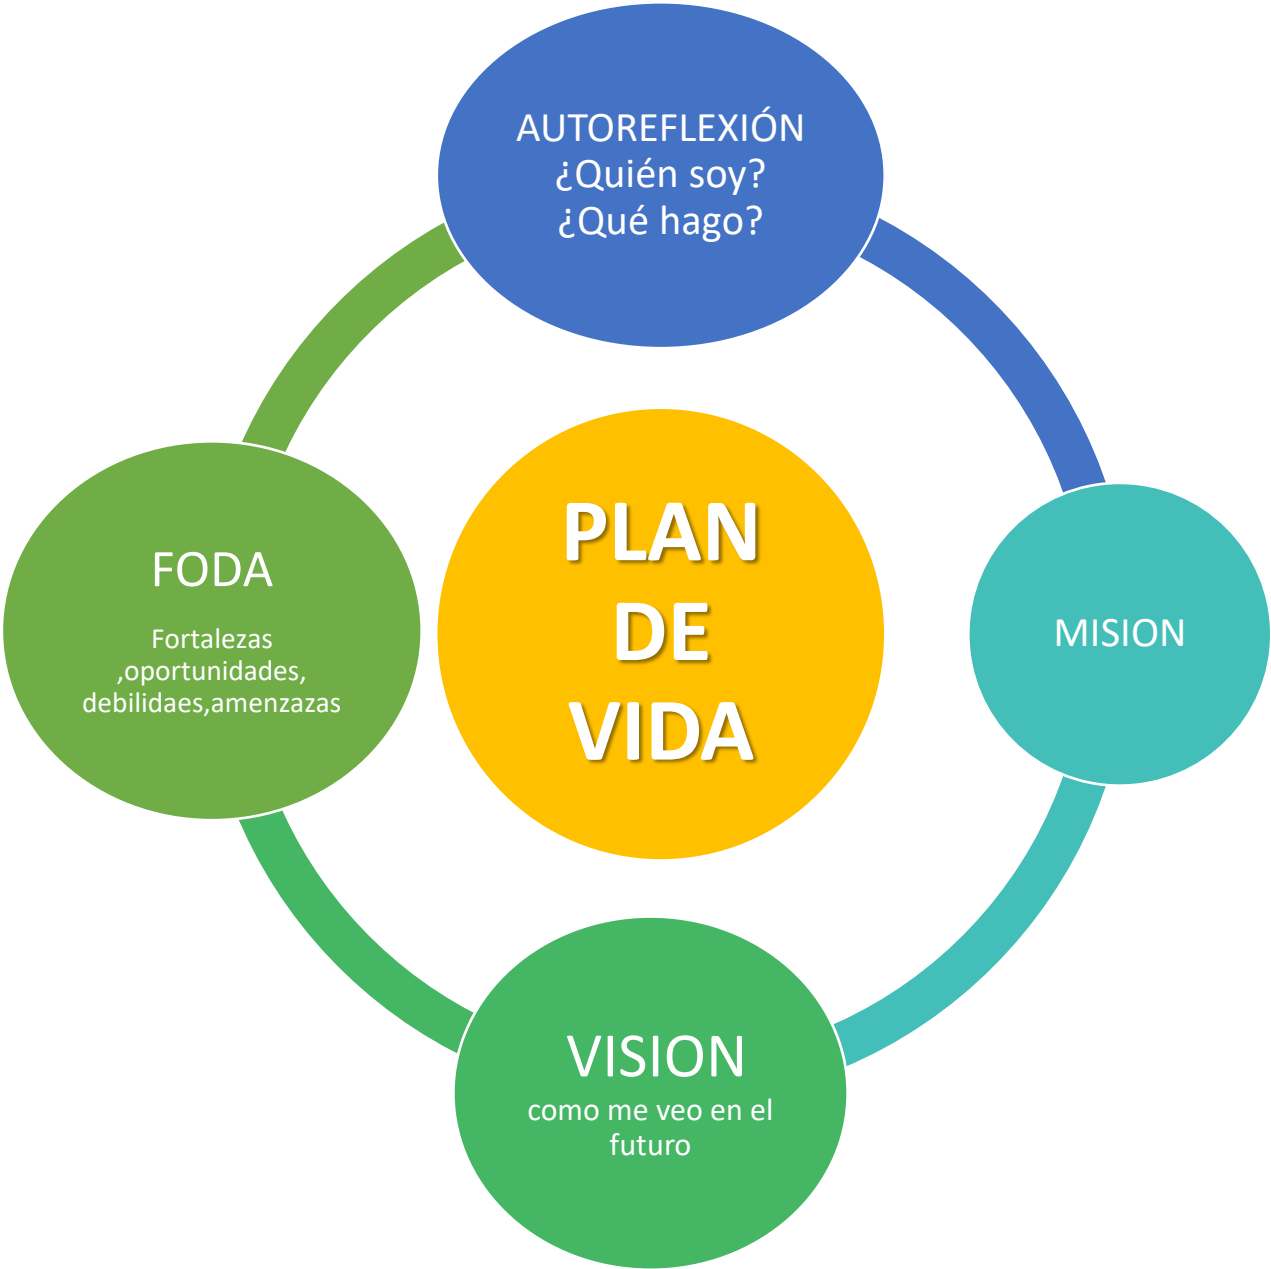 AUTOREFLEXIÓN
¿Quién soy?
¿Qué hago?
PLAN
DE
VIDA
FODA
Fortalezas
,oportunidades,
debilidaes,amenzazas
MISION
VISION
como me veo en el
futuro